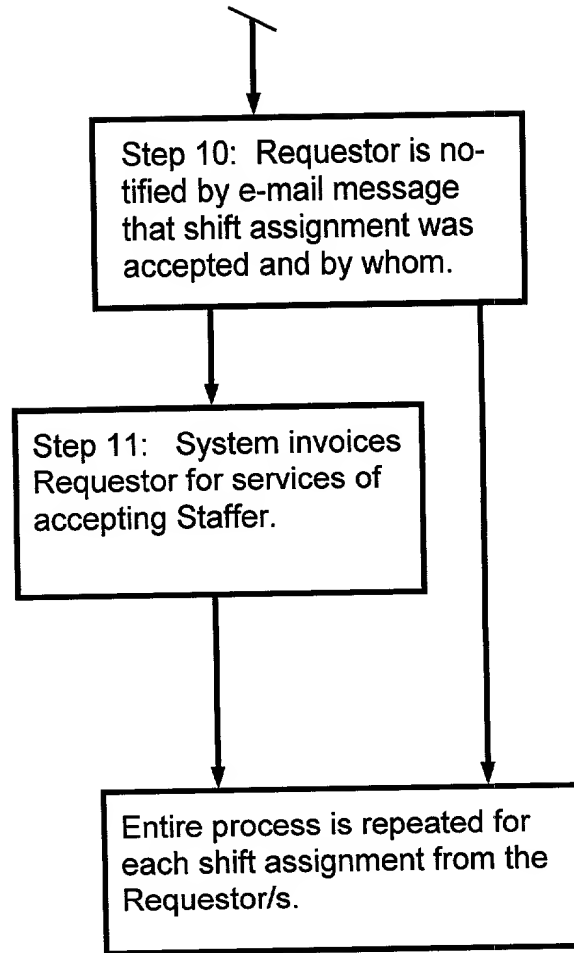 Step 10: Requestor is no-
tified by e-mail message
that shift assignment was
accepted and by whom.
Step 11: System invoices
Requestor for services of
accepting Staffer.
Entire process is repeated for
each shift assignment from the
Requestor/s.